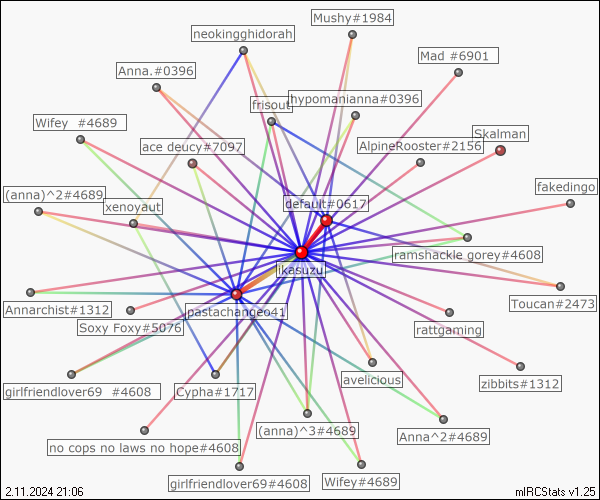 Mushy#1984
neokingghidorah
Mad #6901
Anna.#0396
hypomanianna#0396
frisout
Wifey  #4689
Skalman
ace deucy#7097
AlpineRooster#2156
fakedingo
(anna)^2#4689
default#0617
xenoyaut
ramshackle gorey#4608
ikasuzu
Annarchist#1312
Toucan#2473
pastachangeo41
Soxy Foxy#5076
rattgaming
avelicious
zibbits#1312
girlfriendlover69  #4608
Cypha#1717
(anna)^3#4689
Anna^2#4689
no cops no laws no hope#4608
girlfriendlover69#4608
Wifey#4689
2.11.2024 21:06
mIRCStats v1.25